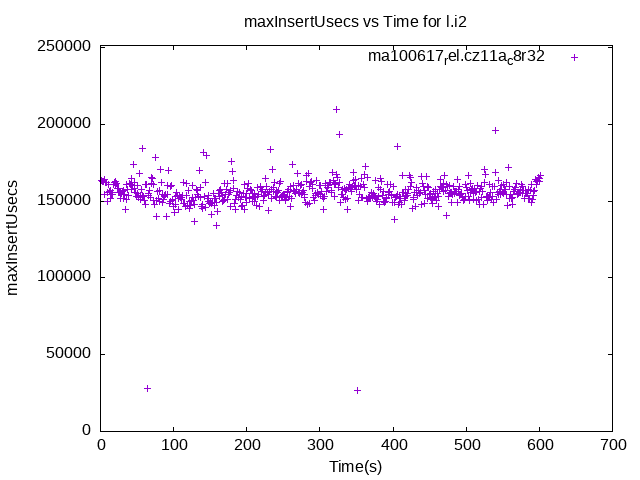 maxInsertUsecs vs Time for l.i2
250000
ma100617rel.cz11ac8r32
200000
150000
maxInsertUsecs
100000
50000
0
0 100 200 300 400 500 600 700
Time(s)